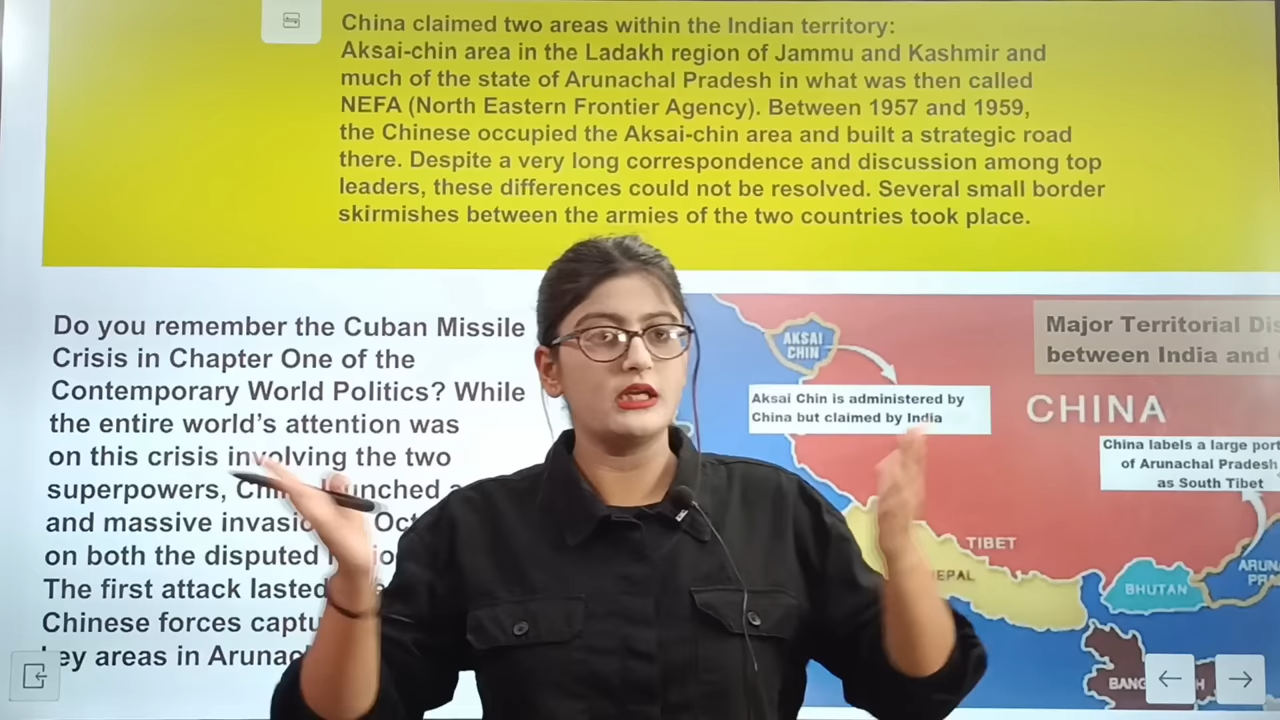 China claimed two areas within the Indian territory:
Aksai-chin area in the Ladakh region of Jammu and Kashmir and
much of the state of Arunachal Pradesh in what was then called
NEFA (North Eastern Frontier Agency). Between 1957 and 1959,
the Chinese occupied the Aksai-chin area and built a strategic road
there. Despite a very long correspondence and discussion among top
leaders, these differences could not be resolved. Several small border
skirmishes between the armies of the two countries took place.
Do you remember the Cuban Missile
Crisis in Chapter One of the
Contemporary World Politics? While
the entire world's attention was
on this crisis involving the two
superpowers,
and massive
on both the disputed
The first attack lasted
Chinese forces
key areas in
Major Territorial
between India and
AKSAI
CHIN
Aksai Chin is administered by
China but claimed by India
CHINA
China labels a large
of Arunachal Pradesh
as South Tibet
TIBET
NEPAL
BHUTAN